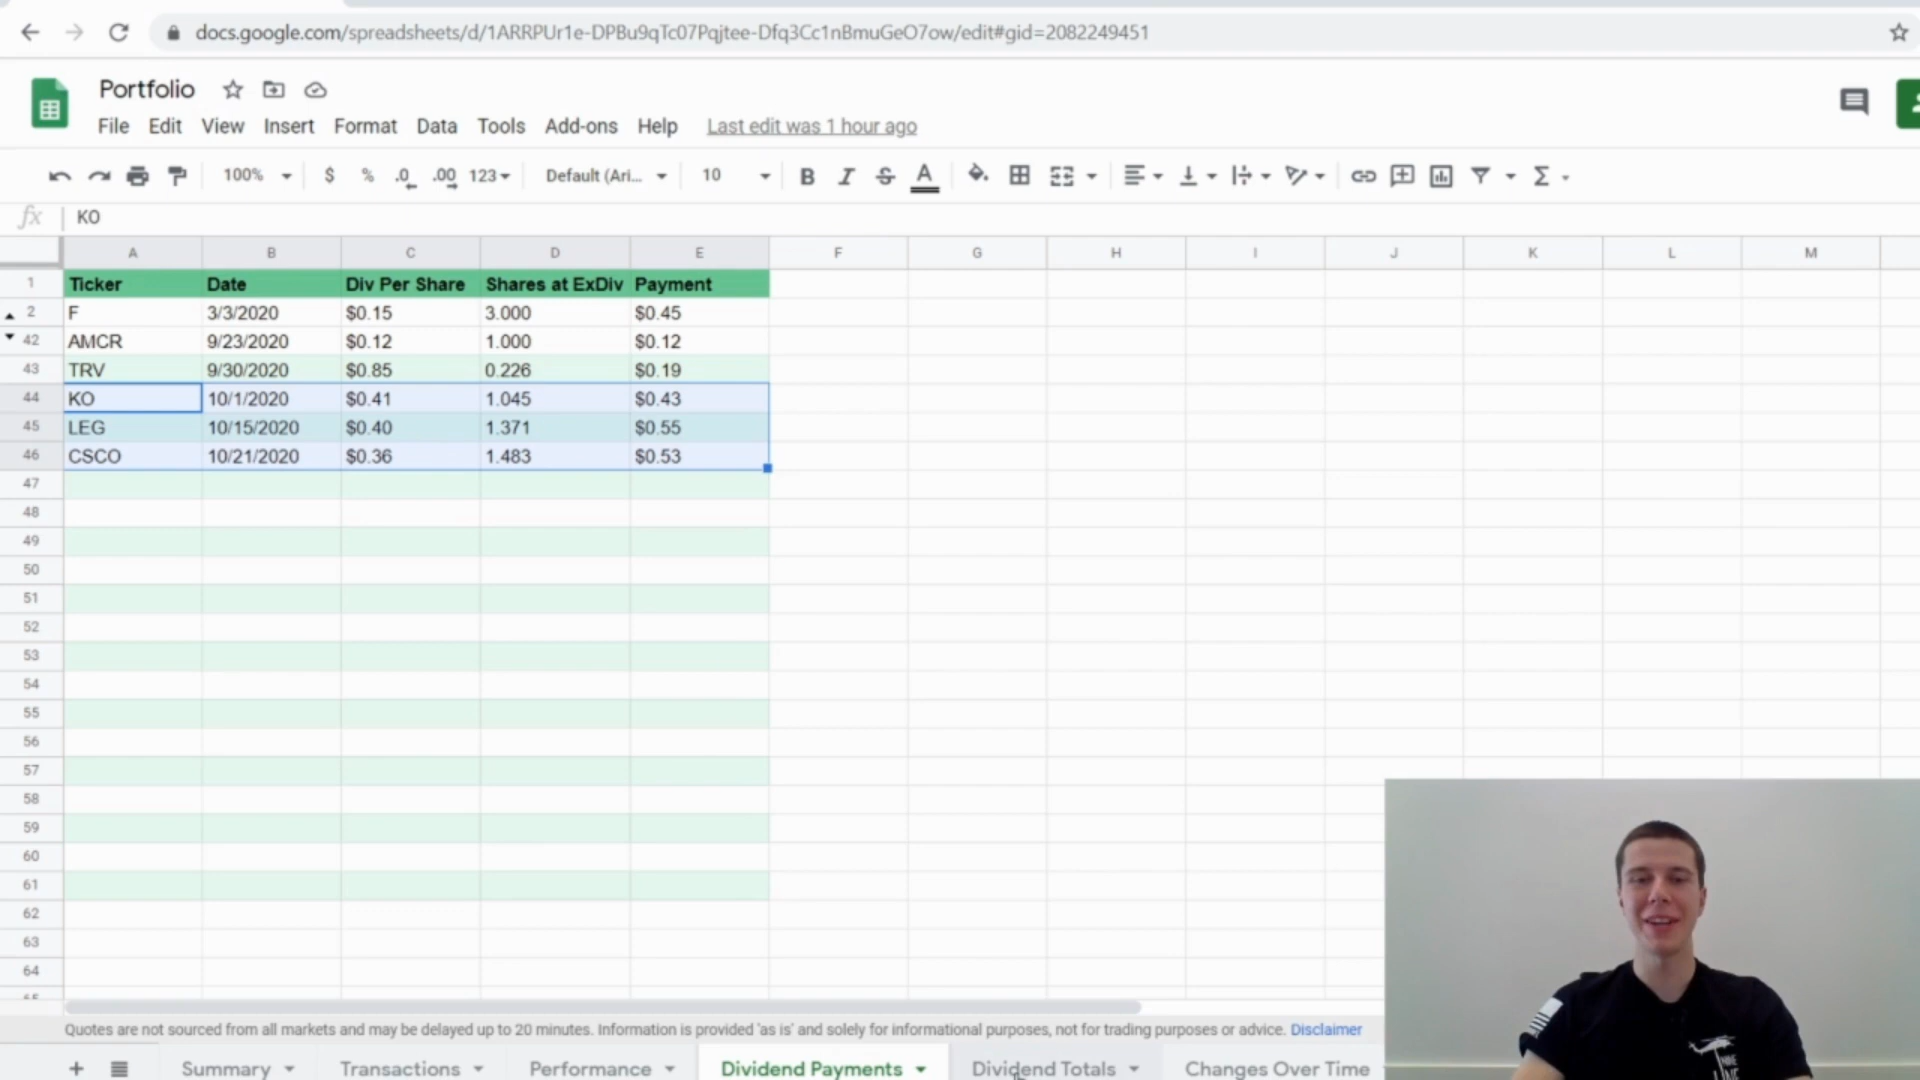 docs.google.com/spreadsheets/d/1ARRPUr1e-DPBu9qTc07Pqjtee-Dfq3Cc1nBmuGeO7ow/edit#gid=2082249451
Portfolio
File Edit View Insert Format Data Tools Add-ons Help Last edit was 1 hour ago
100% $ % .0 .00 123 Default (Ari... 10 B I S A Σ
fx KO
A B C D E F G H I J K L M
1 Ticker Date Div Per Share Shares at ExDiv Payment
2 F 3/3/2020 $0.15 3.000 $0.45
42 AMCR 9/23/2020 $0.12 1.000 $0.12
43 TRV 9/30/2020 $0.85 0.226 $0.19
44 KO 10/1/2020 $0.41 1.045 $0.43
45 LEG 10/15/2020 $0.40 1.371 $0.55
46 CSCO 10/21/2020 $0.36 1.483 $0.53
47
48
49
50
51
52
53
54
55
56
57
58
59
60
61
62
63
64
Quotes are not sourced from all markets and may be delayed up to 20 minutes. Information is provided 'as is' and solely for informational purposes, not for trading purposes or advice. Disclaimer
+ Summary Transactions Performance Dividend Payments Dividend Totals Changes Over Time